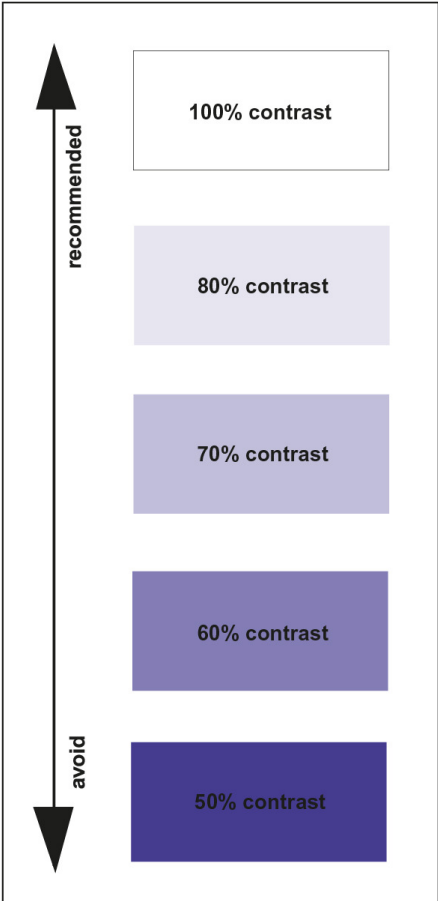 recommended
100% contrast
80% contrast
70% contrast
60% contrast
avoid
50% contrast